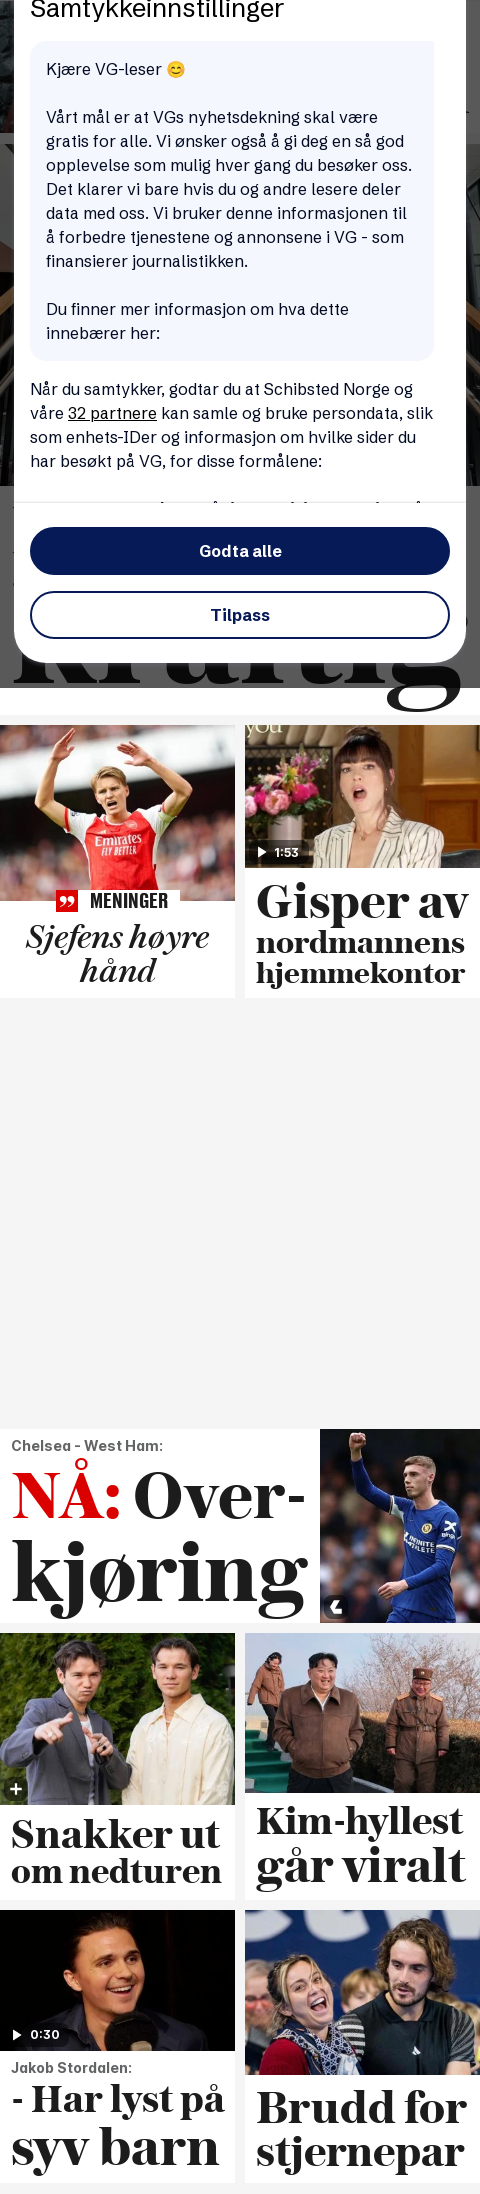 Samtykkeinnstillinger
Kjære VG-leser 😊
Vårt mål er at VGs nyhetsdekning skal være
gratis for alle. Vi ønsker også å gi deg en så god
opplevelse som mulig hver gang du besøker oss.
Det klarer vi bare hvis du og andre lesere deler
data med oss. Vi bruker denne informasjonen til
å forbedre tjenestene og annonsene i VG - som
finansierer journalistikken.
Du finner mer informasjon om hva dette
innebærer her:
Når du samtykker, godtar du at Schibsted Norge og
våre 32 partnere kan samle og bruke persondata, slik
som enhets-IDer og informasjon om hvilke sider du
har besøkt på VG, for disse formålene:
Godta alle
Tilpass
kraftig
Emirates
FLY BETTER
MENINGER
Sjefens høyre
hånd
you
1:53
Gisper av
nordmannens
hjemmekontor
Chelsea - West Ham:
NÅ: Over-
kjøring
Snakker ut
om nedturen
Kim-hyllest
går viralt
0:30
Jakob Stordalen:
- Har lyst på
syv barn
Brudd for
stjernepar